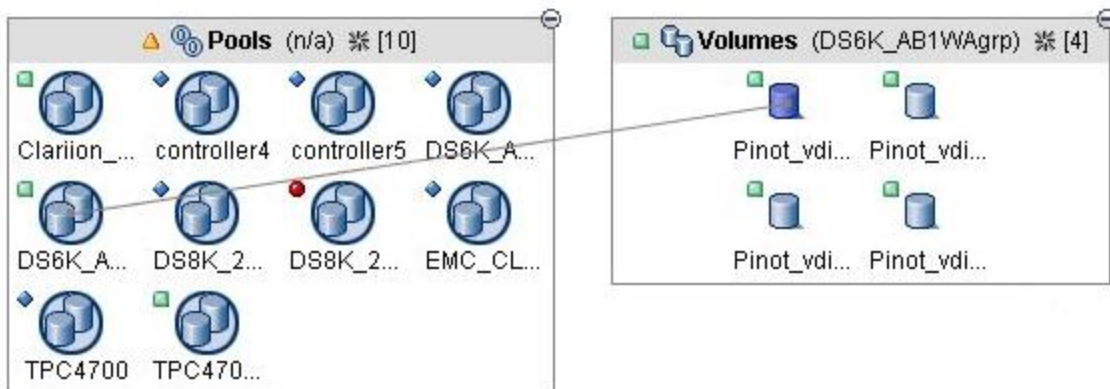 Pools (n/a) [10]
Clariion_... controller4 controller5 DS6K_A...
DS6K_A... DS8K_2... DS8K_2... EMC_CL...
TPC4700 TPC470...
Volumes (DS6K_AB1WAgrp) [4]
Pinot_vdi... Pinot_vdi...
Pinot_vdi... Pinot_vdi...